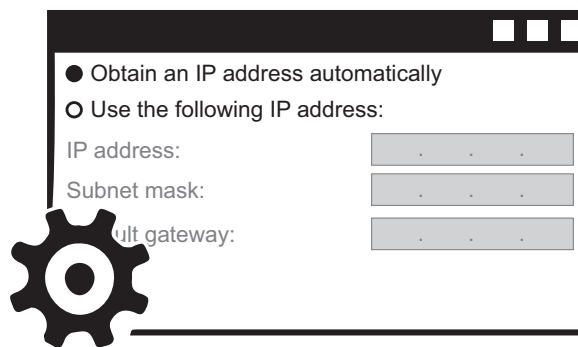 Obtain an IP address automatically
Use the following IP address:
IP address: . . .
Subnet mask: . . .
ult gateway: . . .